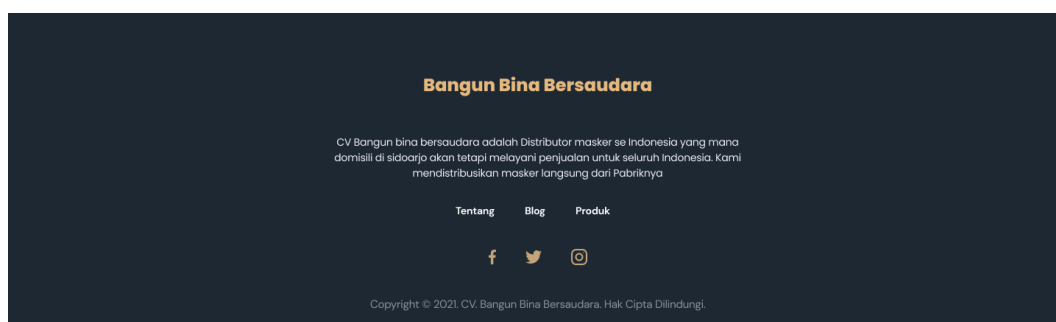 Bangun Bina Bersaudara
CV Bangun bina bersaudara adalah Distributor masker se Indonesia yang mana
domisili di sidoarjo akan tetapi melayani penjualan untuk seluruh Indonesia. Kami
mendistribusikan masker langsung dari Pabriknya
Tentang Blog Produk
Copyright © 2021. CV. Bangun Bina Bersaudara. Hak Cipta Dilindungi.